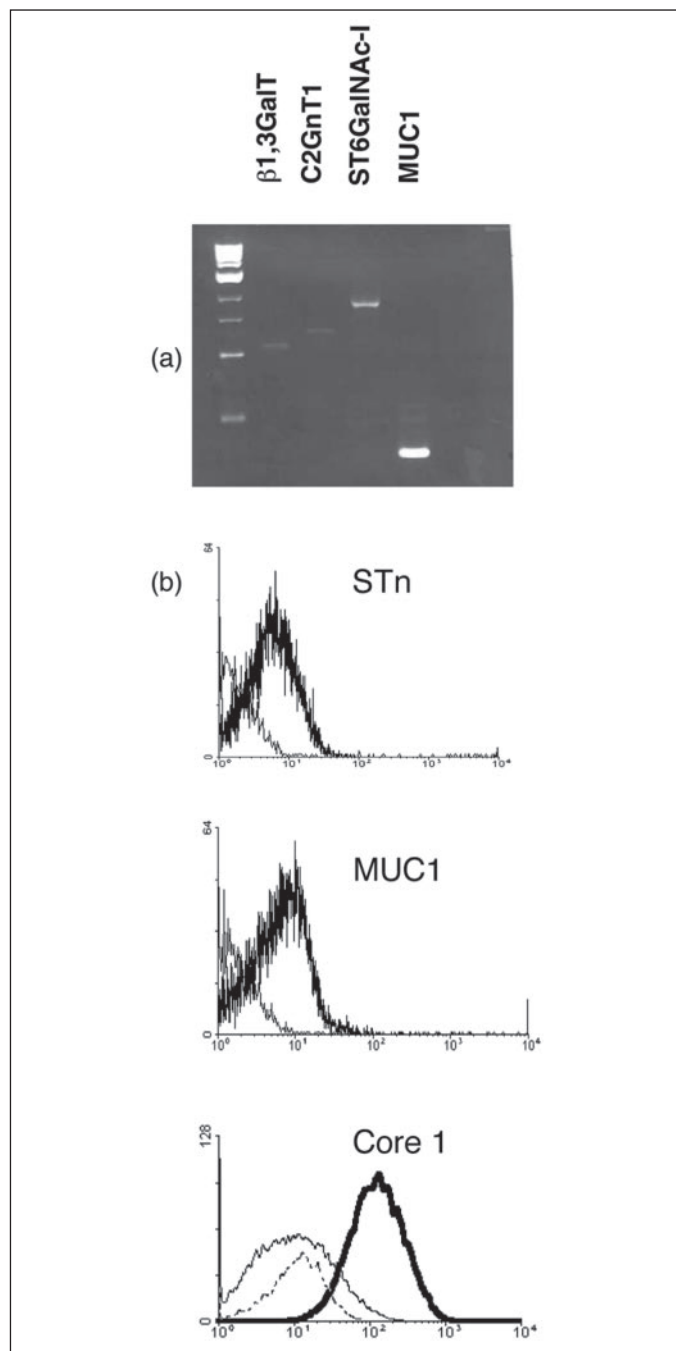 β1,3GalT
C2GnT1
ST6GalNAc-I
MUC1
(a)
(b)
STn
64
0
10⁰ 10¹ 10² 10³ 10⁴
MUC1
64
0
10⁰ 10¹ 10² 10³ 10⁴
Core 1
128
0
10⁰ 10¹ 10² 10³ 10⁴